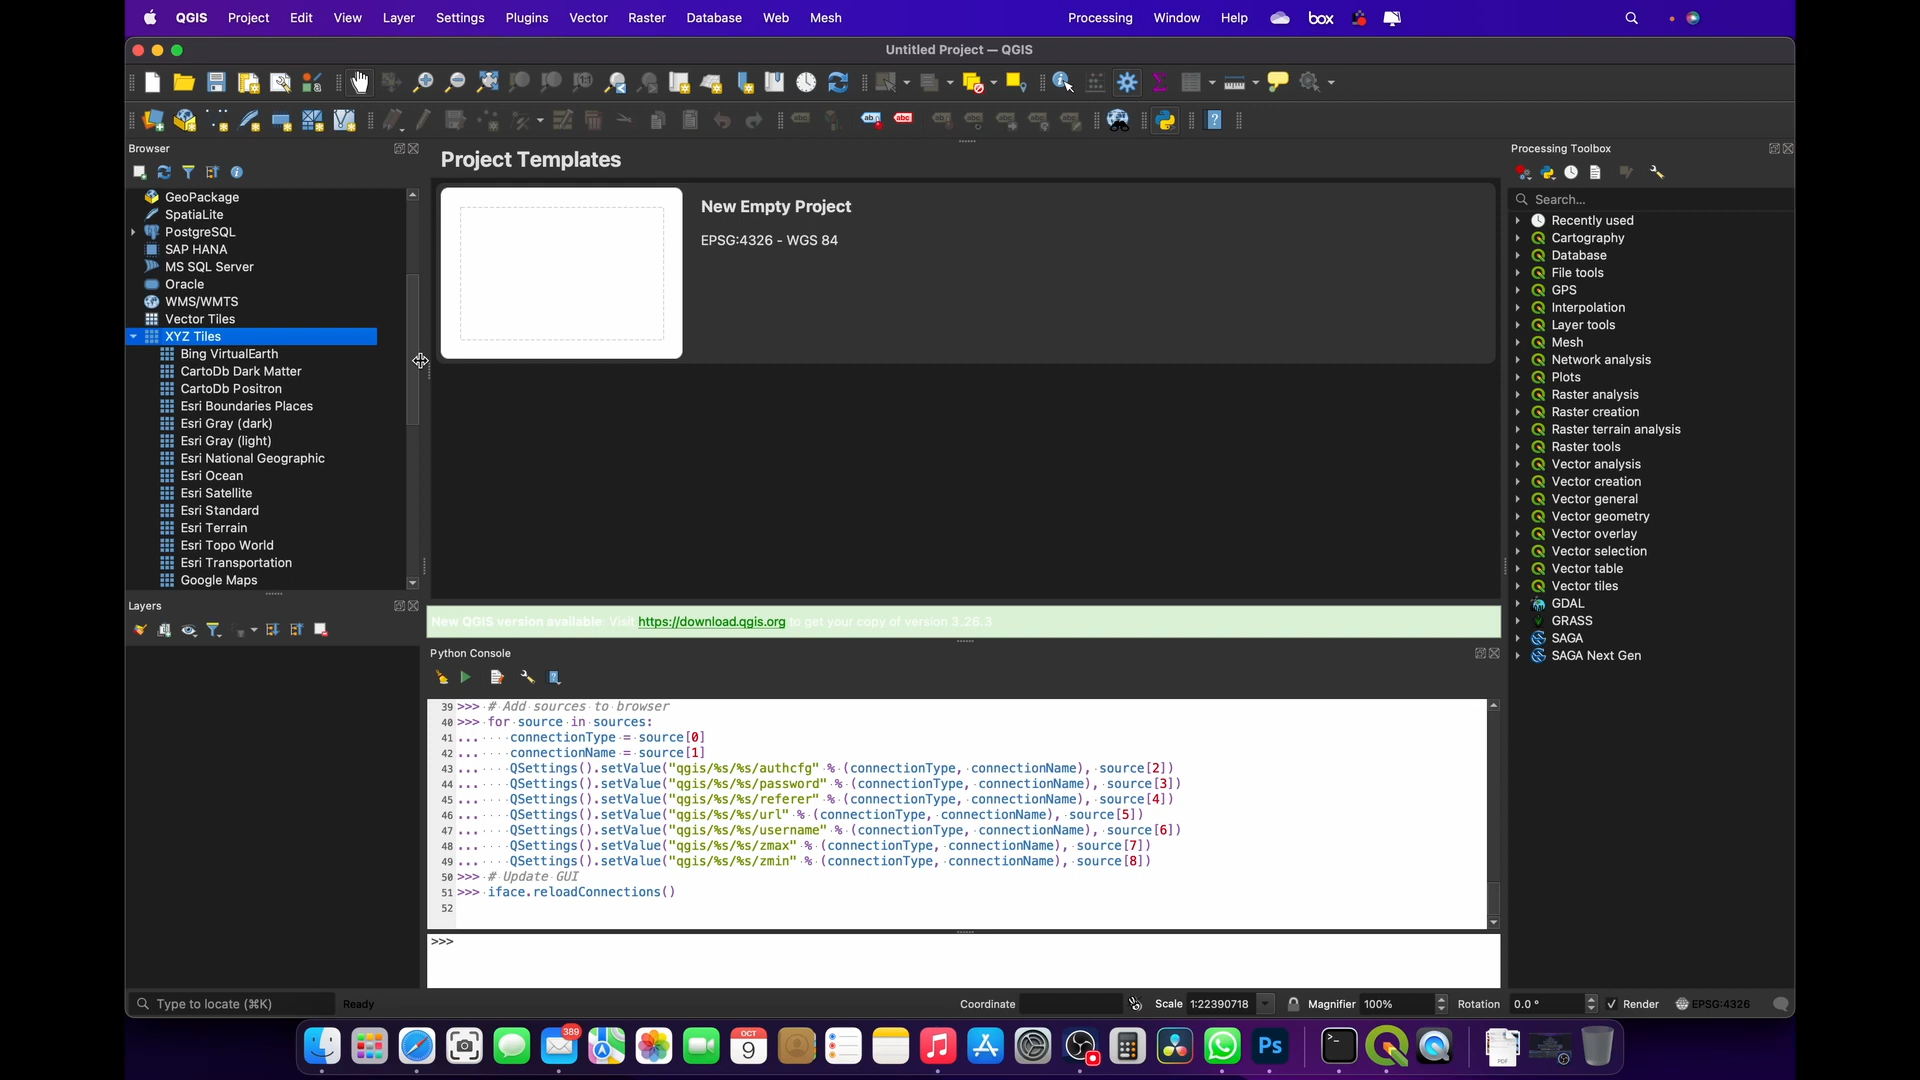 QGIS Project Edit View Layer Settings Plugins Vector Raster Database Web Mesh Processing Window Help box
Untitled Project — QGIS
Browser
GeoPackage
SpatiaLite
PostgreSQL
SAP HANA
MS SQL Server
Oracle
WMS/WMTS
Vector Tiles
XYZ Tiles
Bing VirtualEarth
CartoDb Dark Matter
CartoDb Positron
Esri Boundaries Places
Esri Gray (dark)
Esri Gray (light)
Esri National Geographic
Esri Ocean
Esri Satellite
Esri Standard
Esri Terrain
Esri Topo World
Esri Transportation
Google Maps
Layers
Project Templates
New Empty Project
EPSG:4326 - WGS 84
New QGIS version available: Visit https://download.qgis.org to get your copy of version 3.26.3
Python Console
39 >>> # Add sources to browser
40 >>> for source in sources:
41 ... connectionType = source[0]
42 ... connectionName = source[1]
43 ... QSettings().setValue("qgis/%s/%s/authcfg" % (connectionType, connectionName), source[2])
44 ... QSettings().setValue("qgis/%s/%s/password" % (connectionType, connectionName), source[3])
45 ... QSettings().setValue("qgis/%s/%s/referer" % (connectionType, connectionName), source[4])
46 ... QSettings().setValue("qgis/%s/%s/url" % (connectionType, connectionName), source[5])
47 ... QSettings().setValue("qgis/%s/%s/username" % (connectionType, connectionName), source[6])
48 ... QSettings().setValue("qgis/%s/%s/zmax" % (connectionType, connectionName), source[7])
49 ... QSettings().setValue("qgis/%s/%s/zmin" % (connectionType, connectionName), source[8])
50 >>> # Update GUI
51 >>> iface.reloadConnections()
52
>>>
Processing Toolbox
Search...
Recently used
Cartography
Database
File tools
GPS
Interpolation
Layer tools
Mesh
Network analysis
Plots
Raster analysis
Raster creation
Raster terrain analysis
Raster tools
Vector analysis
Vector creation
Vector general
Vector geometry
Vector overlay
Vector selection
Vector table
Vector tiles
GDAL
GRASS
SAGA
SAGA Next Gen
Type to locate (⌘K) Ready Coordinate Scale 1:22390718 Magnifier 100% Rotation 0.0 ° Render EPSG:4326
389
OCT
9
Ps
PDF